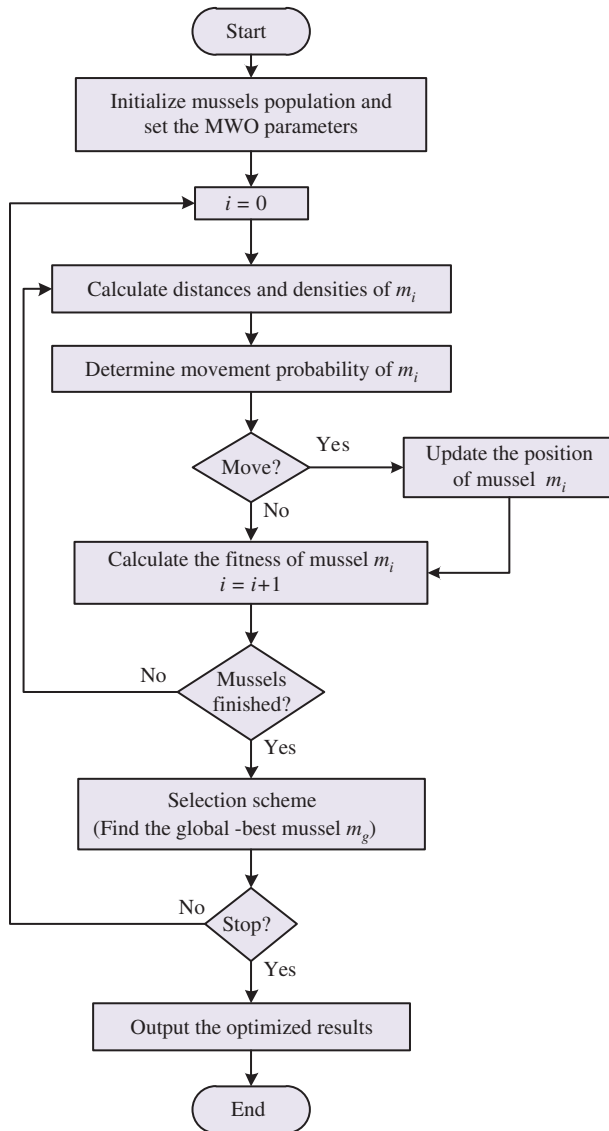 Start
Initialize mussels population and
set the MWO parameters
i = 0
Calculate distances and densities of mᵢ
Determine movement probability of mᵢ
Move?
Yes
Update the position
of mussel mᵢ
No
Calculate the fitness of mussel mᵢ
i = i+1
Mussels
finished?
No
Yes
Selection scheme
(Find the global -best mussel m_g)
Stop?
No
Yes
Output the optimized results
End